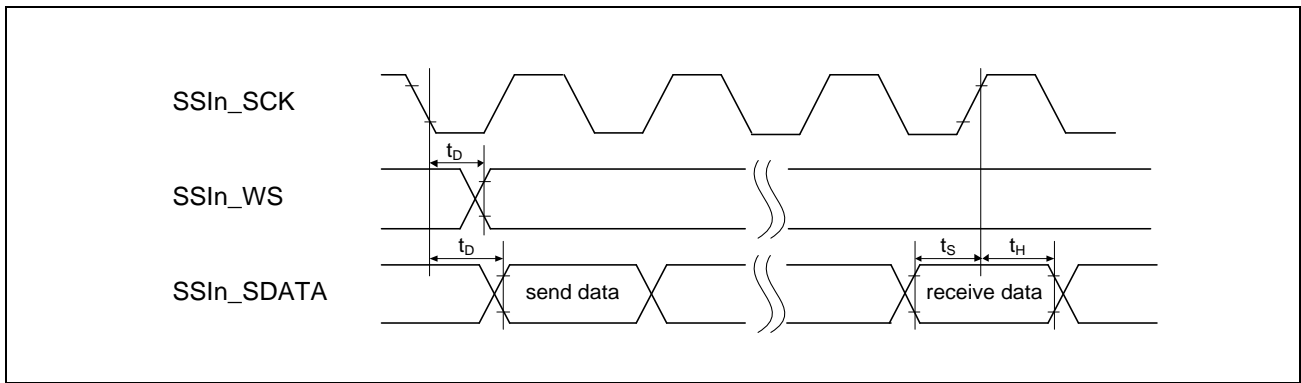 SSIn_SCK
tD
SSIn_WS
tD
tS
tH
SSIn_SDATA
send data
receive data